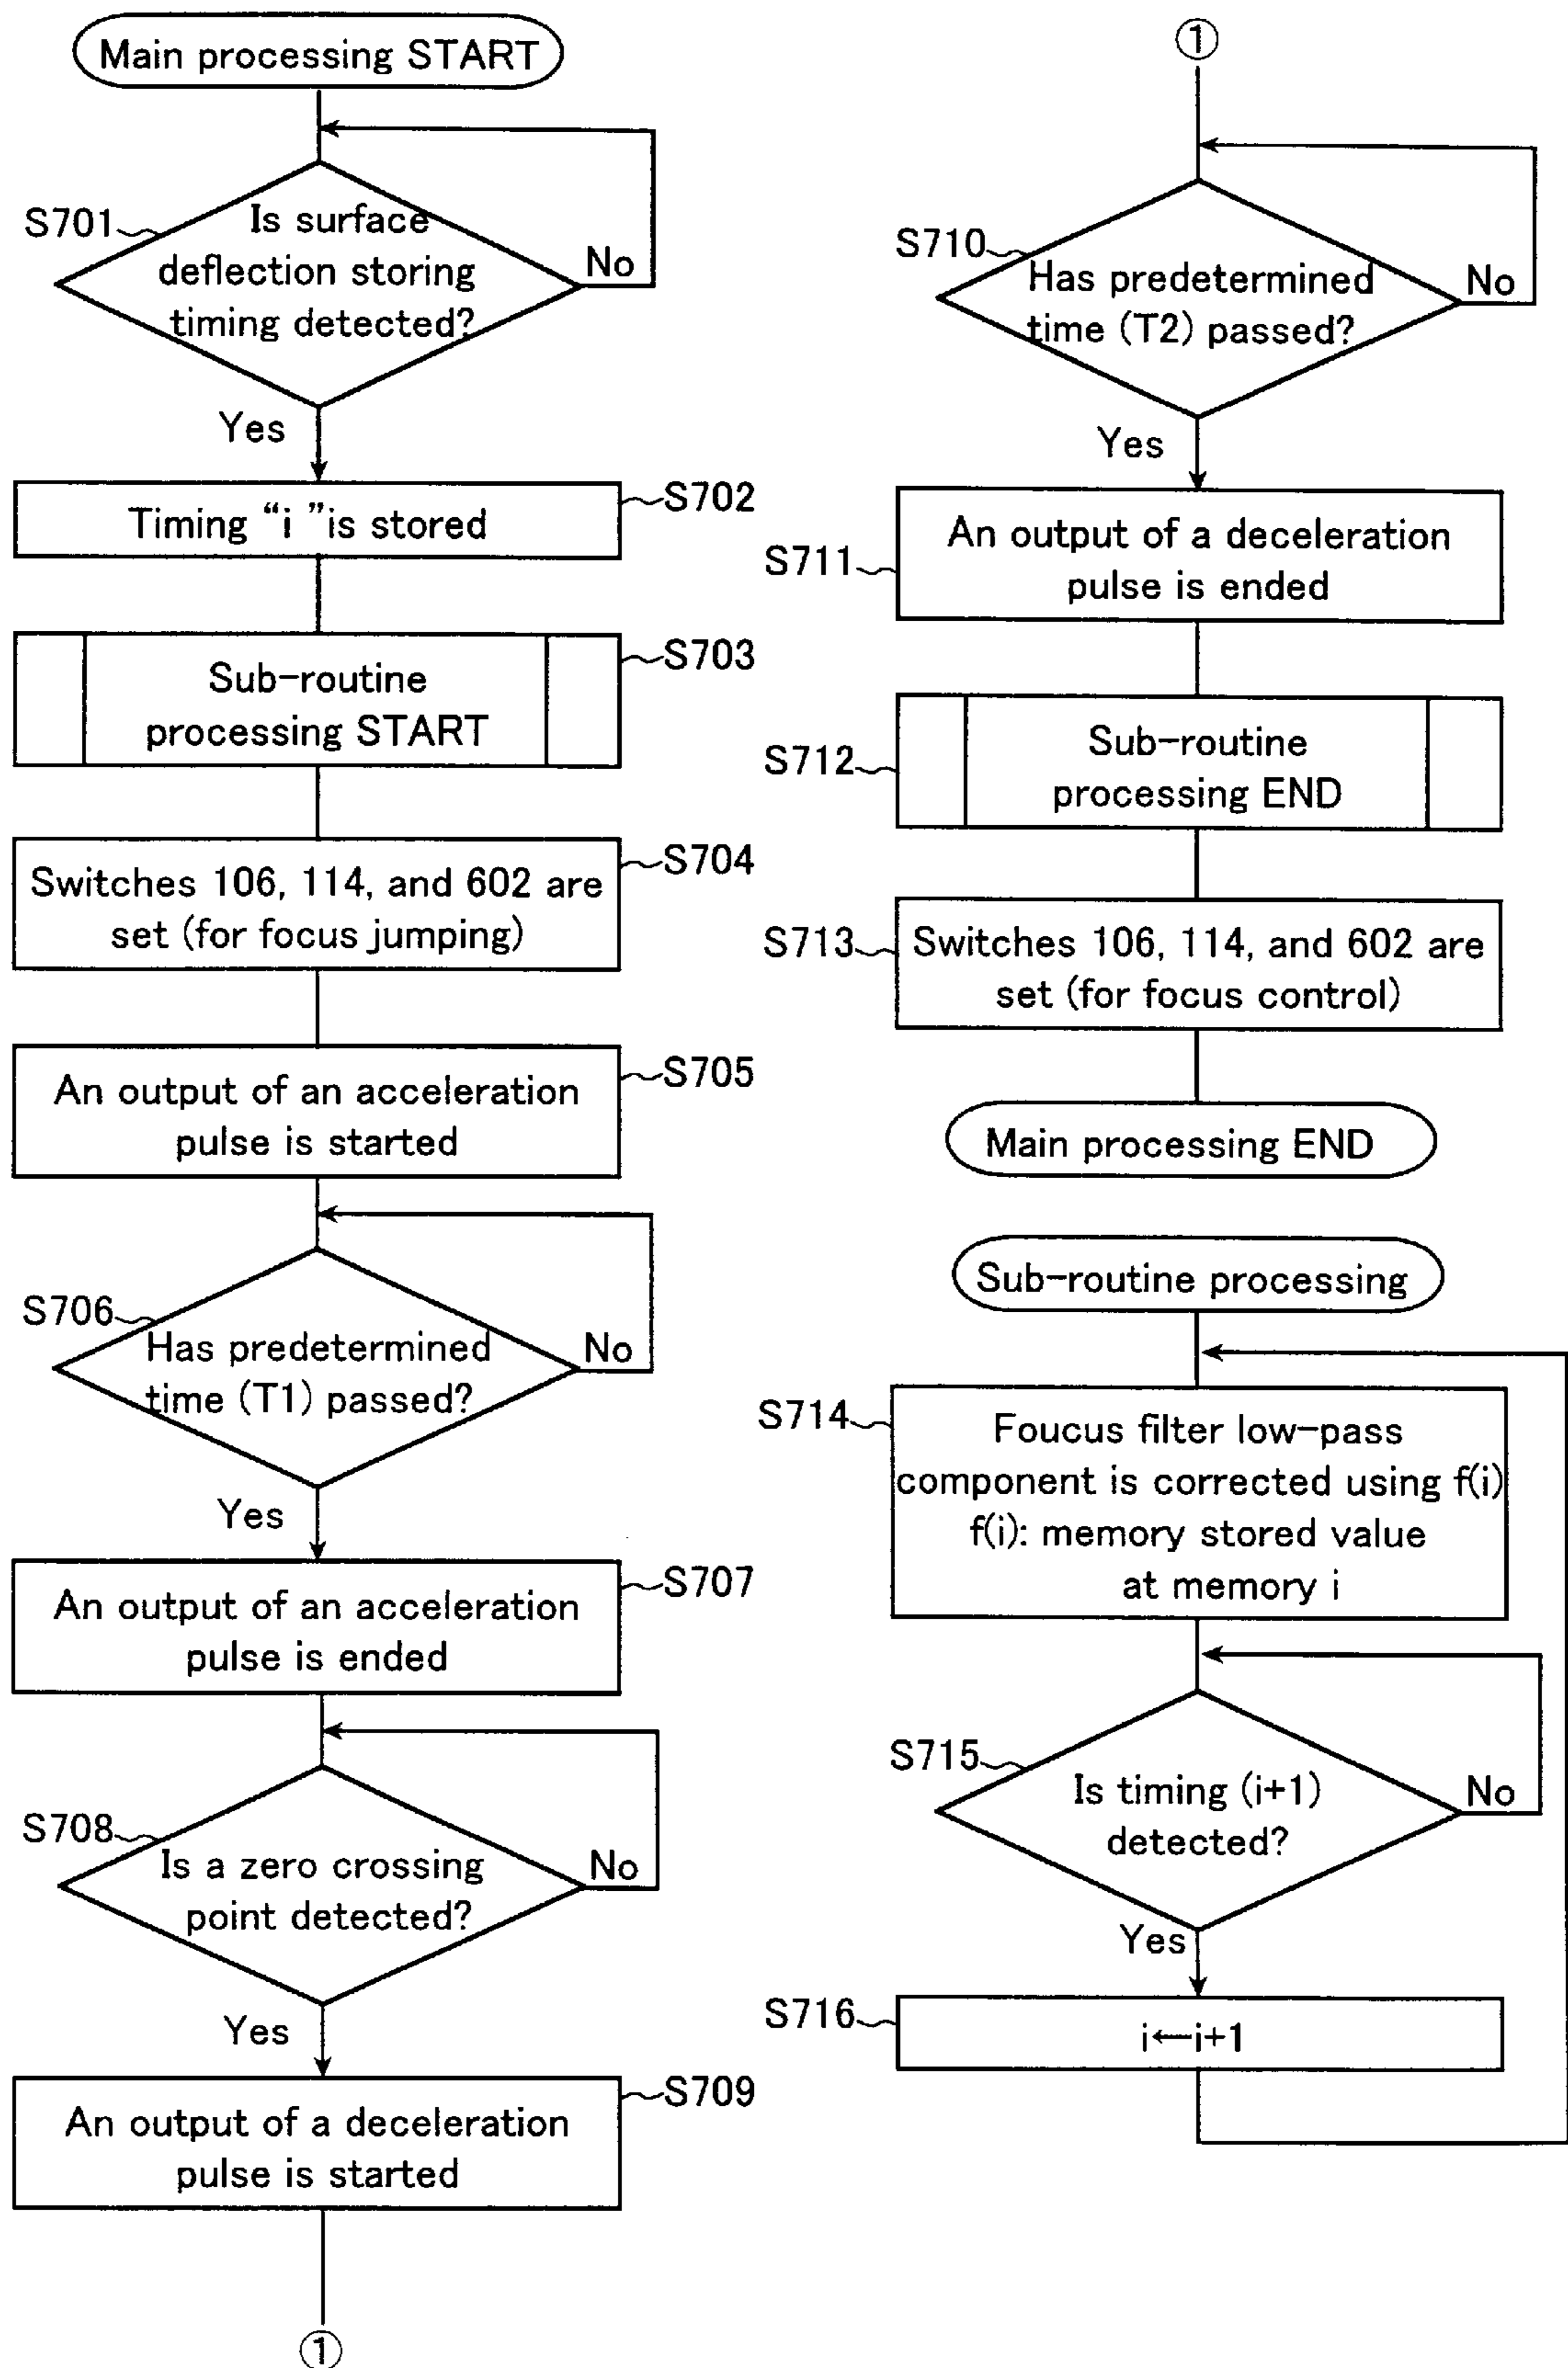 Main processing START
S701
Is surface
deflection storing
timing detected?
No
Yes
Timing "i "is stored
S702
Sub-routine
processing START
S703
Switches 106, 114, and 602 are
set (for focus jumping)
S704
An output of an acceleration
pulse is started
S705
S706
Has predetermined
time (T1) passed?
No
Yes
An output of an acceleration
pulse is ended
S707
S708
Is a zero crossing
point detected?
No
Yes
An output of a deceleration
pulse is started
S709
①
①
S710
Has predetermined
time (T2) passed?
No
Yes
S711
An output of a deceleration
pulse is ended
S712
Sub-routine
processing END
S713
Switches 106, 114, and 602 are
set (for focus control)
Main processing END
Sub-routine processing
S714
Foucus filter low-pass
component is corrected using f(i)
f(i): memory stored value
at memory i
S715
Is timing (i+1)
detected?
No
Yes
S716
i←i+1